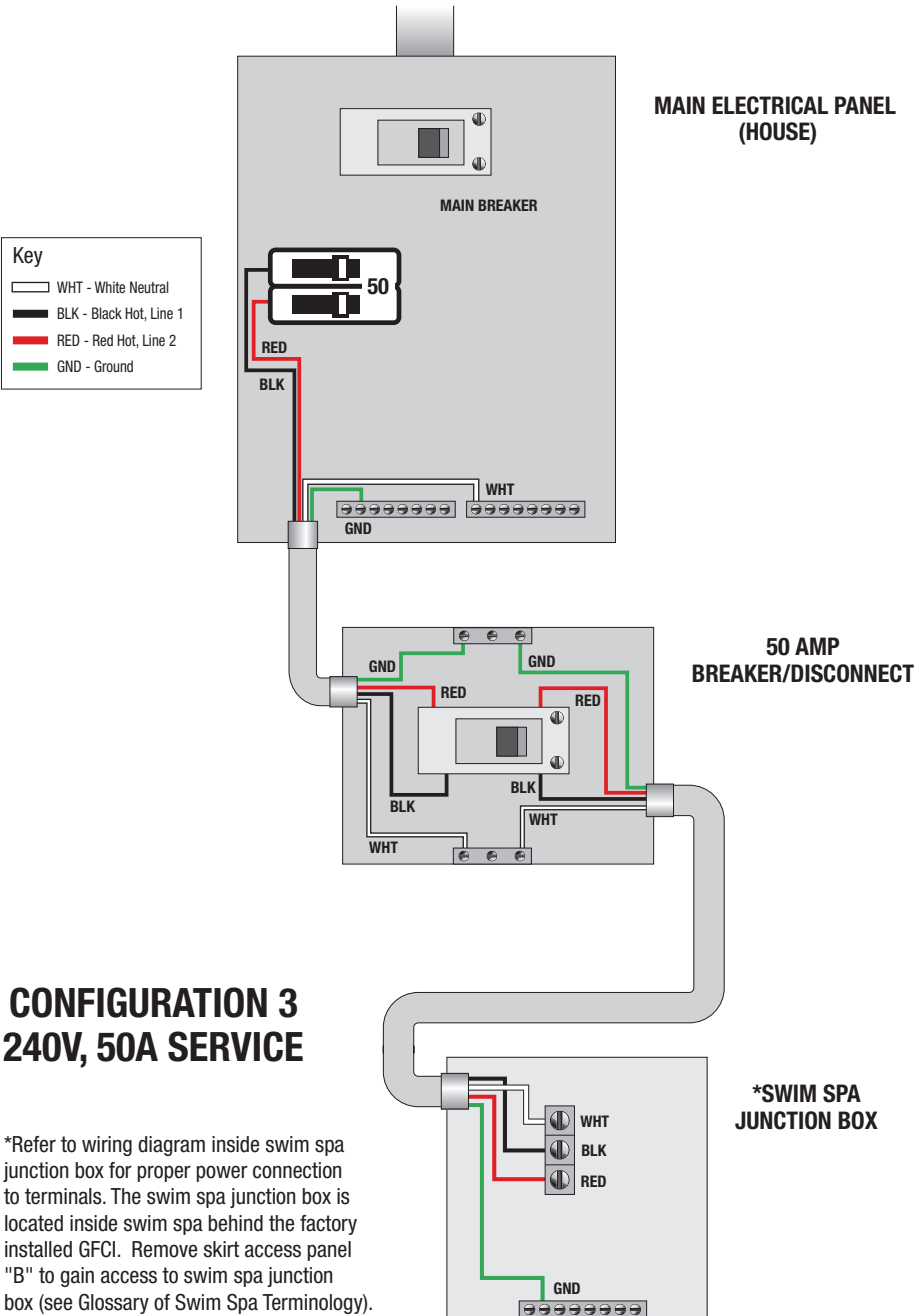 MAIN ELECTRICAL PANEL
(HOUSE)
MAIN BREAKER
Key
WHT - White Neutral
BLK - Black Hot, Line 1
RED - Red Hot, Line 2
GND - Ground
50
RED
BLK
WHT
GND
50 AMP
BREAKER/DISCONNECT
GND
GND
RED
RED
BLK
BLK
WHT
WHT
CONFIGURATION 3
240V, 50A SERVICE
*SWIM SPA
JUNCTION BOX
WHT
BLK
RED
GND
*Refer to wiring diagram inside swim spa
junction box for proper power connection
to terminals. The swim spa junction box is
located inside swim spa behind the factory
installed GFCI. Remove skirt access panel
"B" to gain access to swim spa junction
box (see Glossary of Swim Spa Terminology).